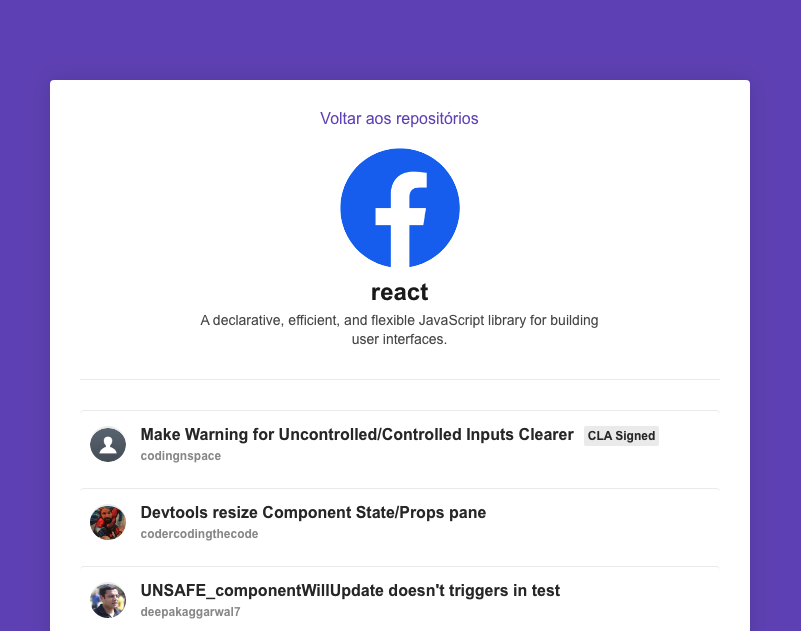 Voltar aos repositórios
react
A declarative, efficient, and flexible JavaScript library for building
user interfaces.
Make Warning for Uncontrolled/Controlled Inputs Clearer CLA Signed
codingnspace
Devtools resize Component State/Props pane
codercodingthecode
UNSAFE_componentWillUpdate doesn't triggers in test
deepakaggarwal7